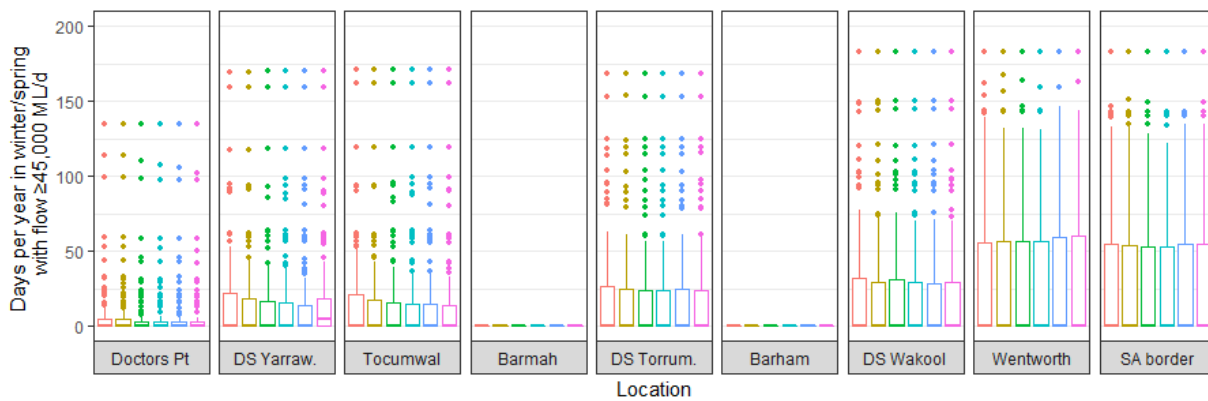 Days per year in winter/spring
with flow ≥45,000 ML/d
200
150
100
50
0
Doctors Pt
DS Yarraw.
Tocumwal
Barmah
DS Torrum.
Barham
DS Wakool
Wentworth
SA border
Location